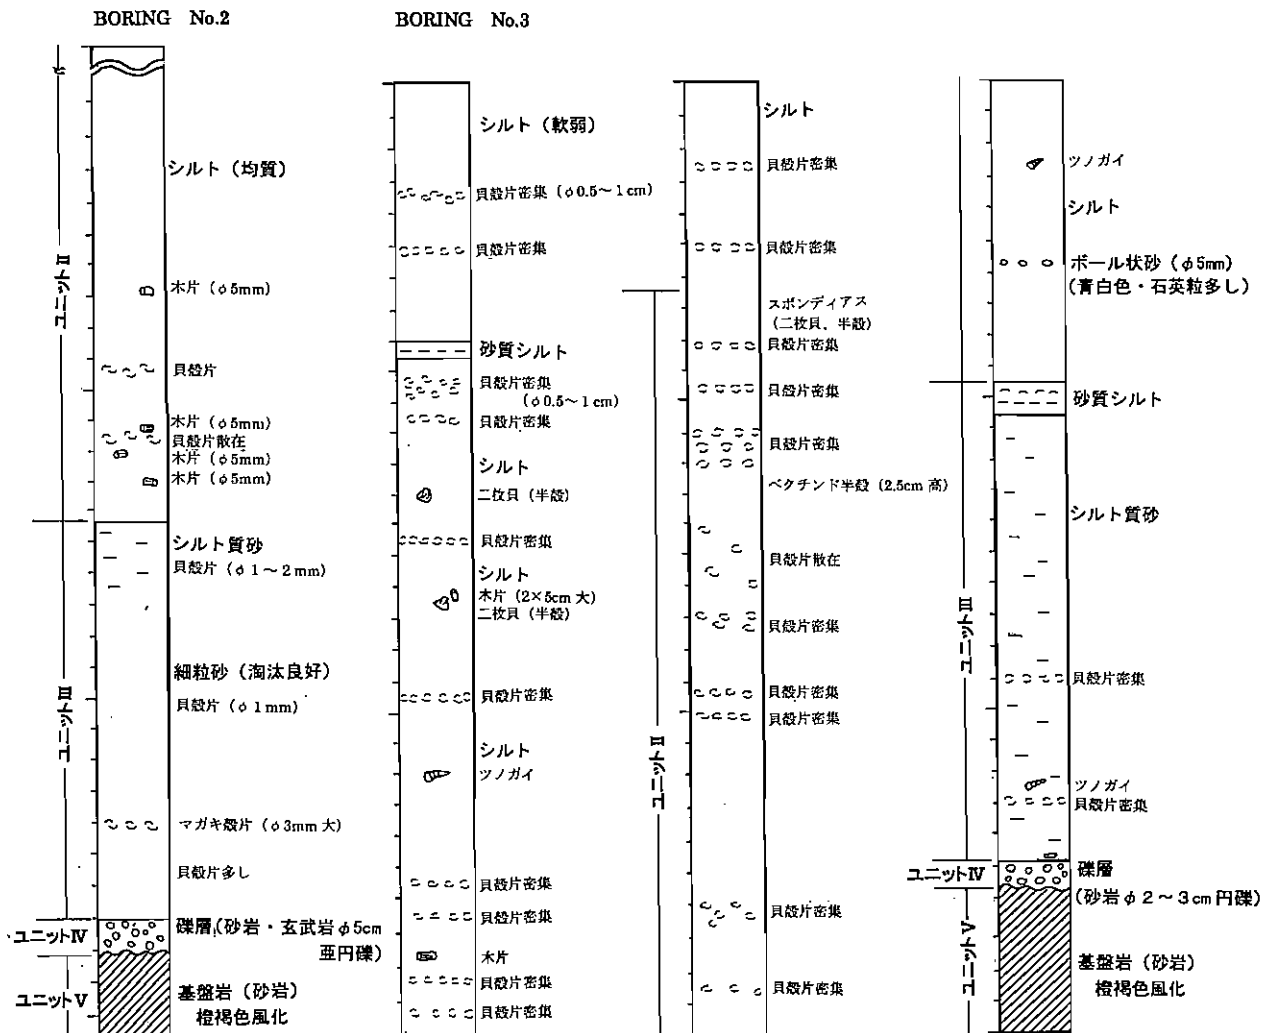 BORING No.2
BORING No.3
ユニットⅡ
シルト（均質）
木片（φ5mm）
貝殻片
木片（φ5mm）
貝殻片散在
木片（φ5mm）
木片（φ5mm）
ユニットⅢ
シルト質砂
貝殻片（φ1～2mm）
細粒砂（淘汰良好）
貝殻片（φ1mm）
マガキ殻片（φ3mm大）
貝殻片多し
ユニットⅣ
礫層（砂岩・玄武岩φ5cm
亜円礫）
ユニットⅤ
基盤岩（砂岩）
橙褐色風化
シルト（軟弱）
貝殻片密集（φ0.5～1cm）
貝殻片密集
砂質シルト
貝殻片密集
（φ0.5～1cm）
貝殻片密集
シルト
二枚貝（半殻）
貝殻片密集
シルト
木片（2×5cm大）
二枚貝（半殻）
貝殻片密集
シルト
ツノガイ
貝殻片密集
貝殻片密集
木片
貝殻片密集
貝殻片密集
ユニットⅡ
シルト
貝殻片密集
貝殻片密集
スポンディアス
（二枚貝、半殻）
貝殻片密集
貝殻片密集
貝殻片密集
ペクチンド半殻（2.5cm高）
貝殻片散在
貝殻片密集
貝殻片密集
貝殻片密集
貝殻片密集
貝殻片密集
ツノガイ
シルト
ボール状砂（φ5mm）
（青白色・石英粒多し）
砂質シルト
ユニットⅢ
シルト質砂
貝殻片密集
ツノガイ
貝殻片密集
ユニットⅣ
礫層
（砂岩φ2～3cm円礫）
ユニットⅤ
基盤岩（砂岩）
橙褐色風化